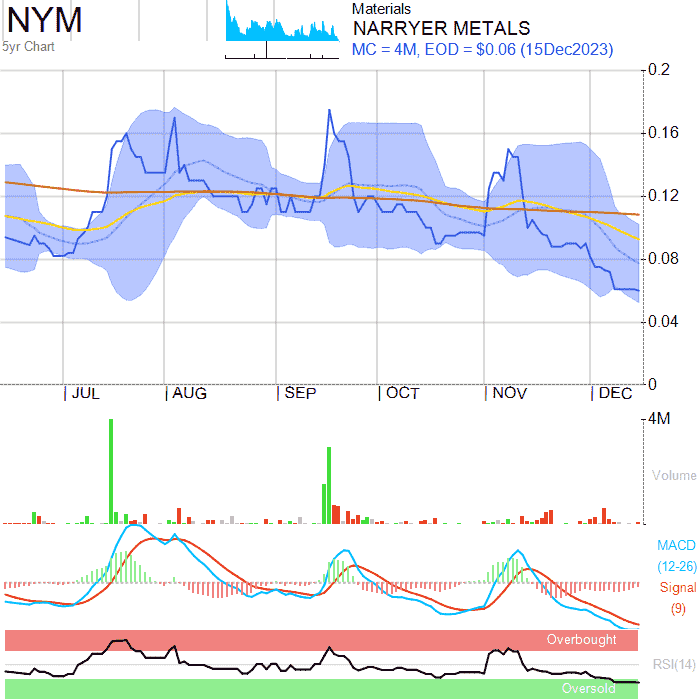 NYM
5yr Chart
Materials
NARRYER METALS
MC = 4M, EOD = $0.06 (15Dec2023)
0.2
0.16
0.12
0.08
0.04
0
JUL AUG SEP OCT NOV DEC
4M
Volume
MACD
(12-26)
Signal
(9)
Overbought
RSI(14)
Oversold